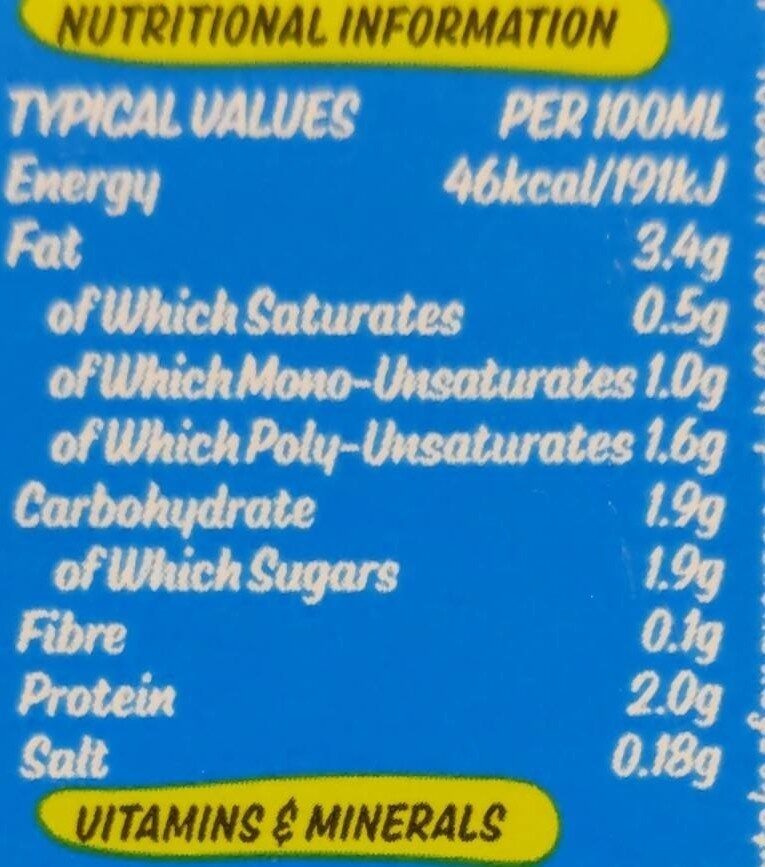 NUTRITIONAL INFORMATION
TYPICAL VALUES PER 100ML
Energy 46kcal/191kJ
Fat 3.4g
of Which Saturates 0.5g
of Which Mono-Unsaturates 1.0g
of Which Poly-Unsaturates 1.6g
Carbohydrate 1.9g
of Which Sugars 1.9g
Fibre 0.1g
Protein 2.0g
Salt 0.18g
VITAMINS & MINERALS